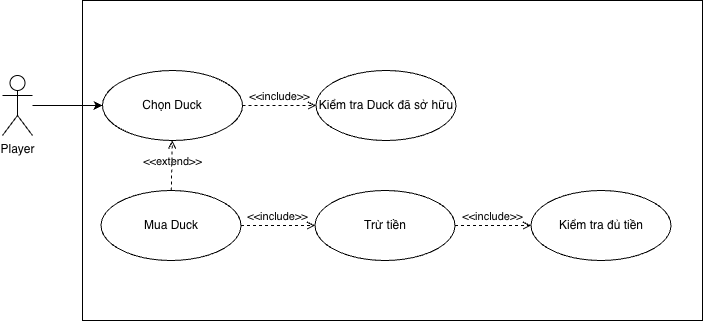 Chọn Duck
<<include>>
Kiểm tra Duck đã sở hữu
Player
<<extend>>
Mua Duck
<<include>>
Trừ tiền
<<include>>
Kiểm tra đủ tiền